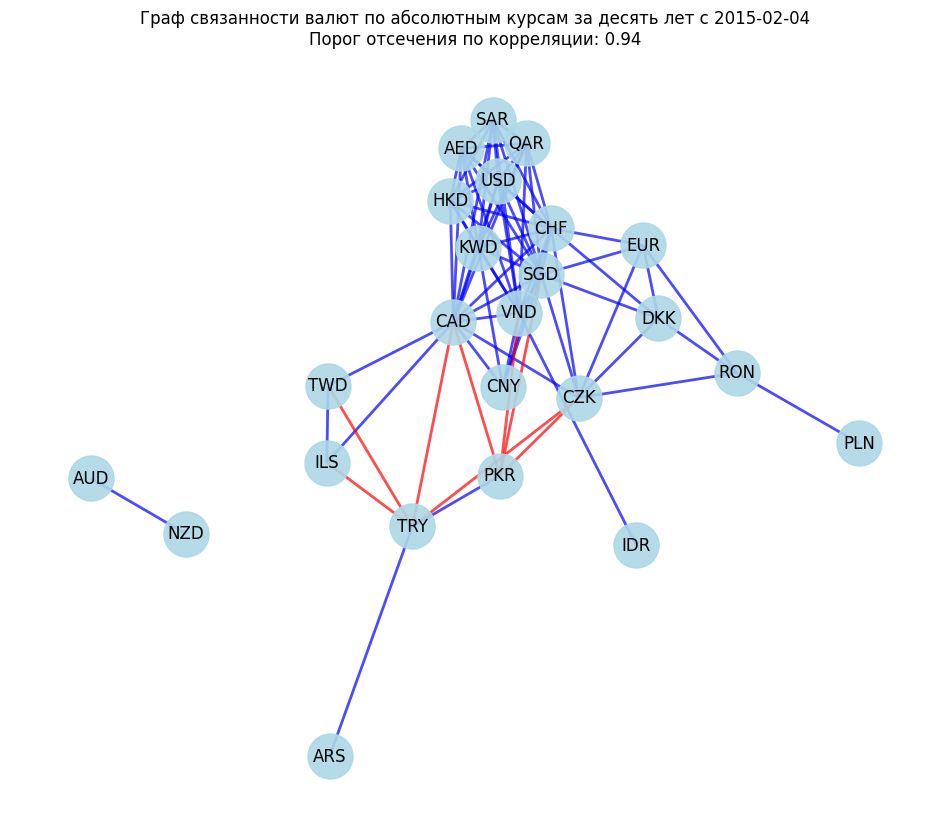 Граф связанности валют по абсолютным курсам за десять лет с 2015-02-04
Порог отсечения по корреляции: 0.94
SAR
AED
QAR
USD
HKD
CHF
EUR
KWD
SGD
VND
DKK
CAD
RON
TWD
CNY
CZK
PLN
ILS
PKR
AUD
TRY
NZD
IDR
ARS